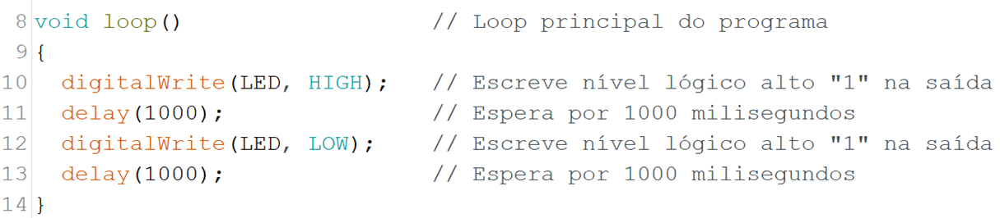 8 void loop() // Loop principal do programa
9 {
10 digitalWrite(LED, HIGH); // Escreve nível lógico alto "1" na saída
11 delay(1000); // Espera por 1000 milisegundos
12 digitalWrite(LED, LOW); // Escreve nível lógico alto "1" na saída
13 delay(1000); // Espera por 1000 milisegundos
14 }